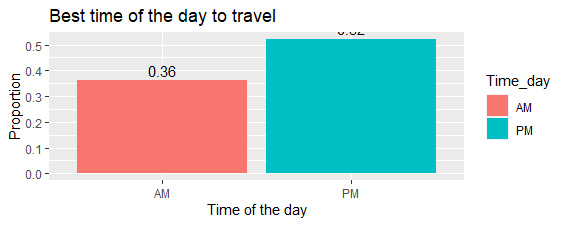 Best time of the day to travel
0.5
0.4
0.3
0.2
0.1
0.0
Proportion
0.36
AM
PM
Time of the day
Time_day
AM
PM